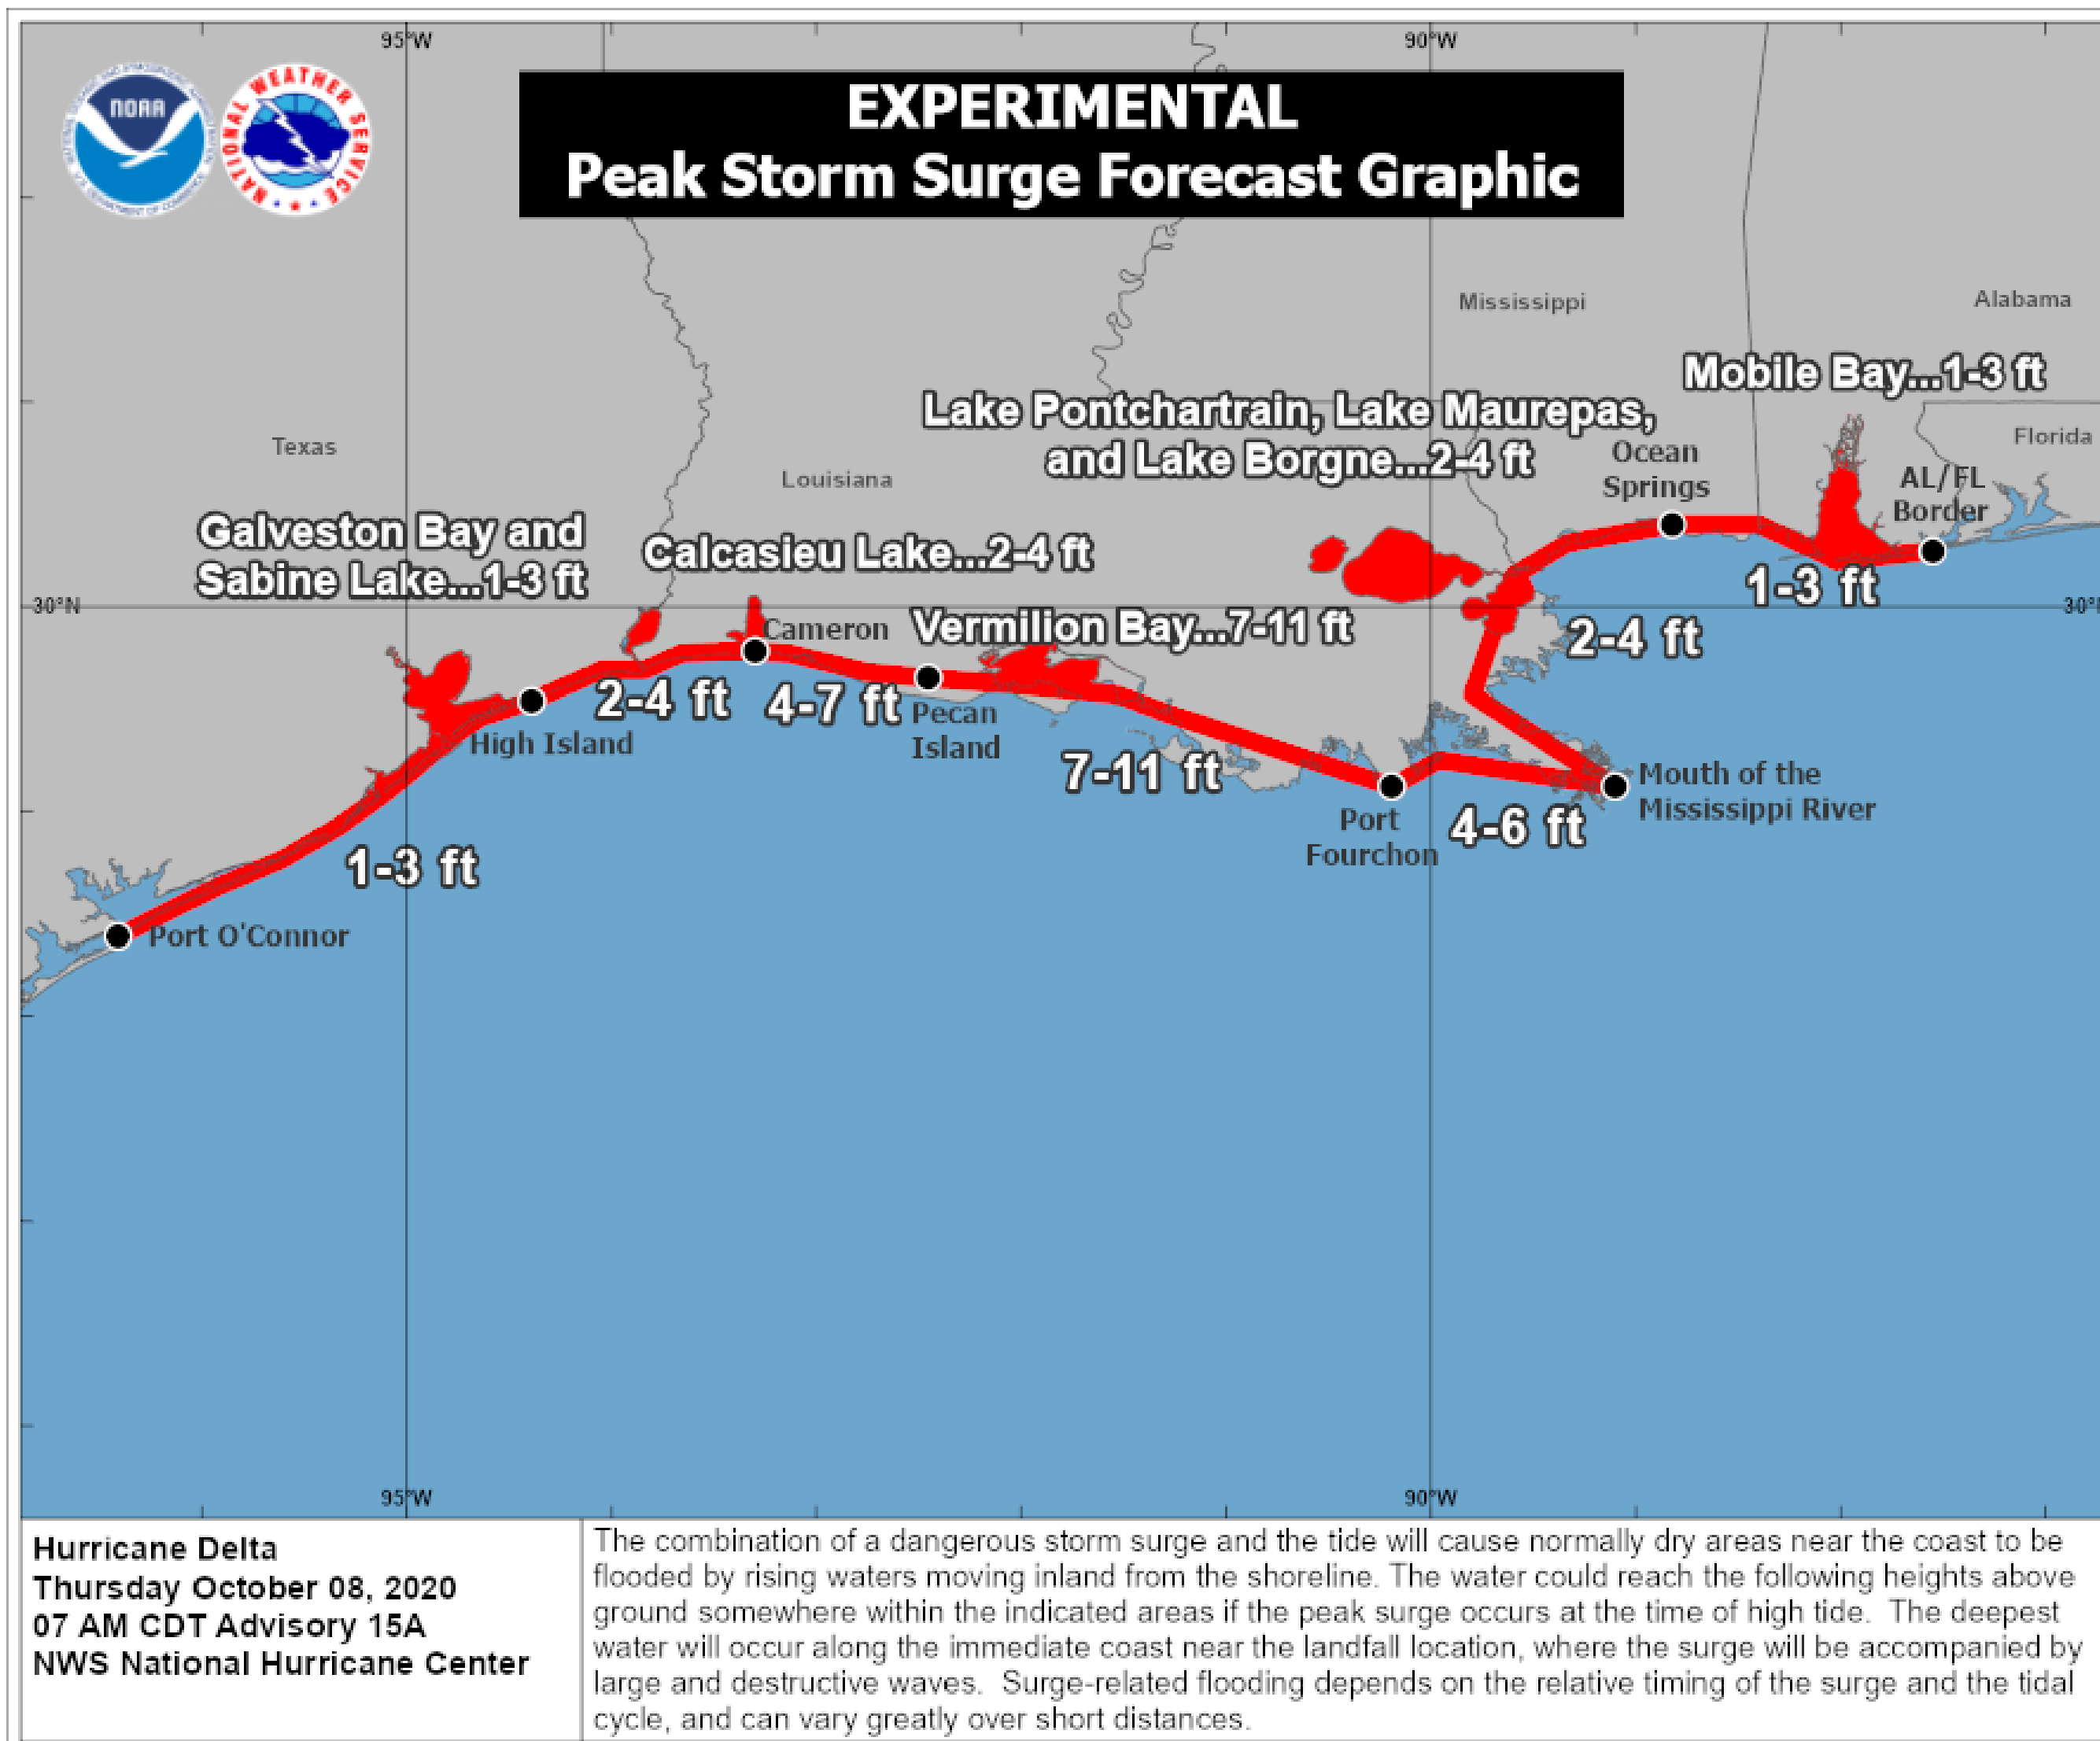 95°W
90°W
NOAA
NATIONAL WEATHER SERVICE
EXPERIMENTAL
Peak Storm Surge Forecast Graphic
Mississippi
Alabama
Mobile Bay...1-3 ft
Lake Pontchartrain, Lake Maurepas,
and Lake Borgne...2-4 ft
Texas
Louisiana
Ocean
Springs
Florida
AL/FL
Border
Galveston Bay and
Sabine Lake...1-3 ft
Calcasieu Lake...2-4 ft
30°N
Cameron
Vermilion Bay...7-11 ft
1-3 ft
2-4 ft
2-4 ft
4-7 ft
Pecan
Island
High Island
7-11 ft
Mouth of the
Mississippi River
Port
Fourchon
4-6 ft
1-3 ft
Port O'Connor
95°W
90°W
Hurricane Delta
Thursday October 08, 2020
07 AM CDT Advisory 15A
NWS National Hurricane Center
The combination of a dangerous storm surge and the tide will cause normally dry areas near the coast to be
flooded by rising waters moving inland from the shoreline. The water could reach the following heights above
ground somewhere within the indicated areas if the peak surge occurs at the time of high tide.  The deepest
water will occur along the immediate coast near the landfall location, where the surge will be accompanied by
large and destructive waves.  Surge-related flooding depends on the relative timing of the surge and the tidal
cycle, and can vary greatly over short distances.